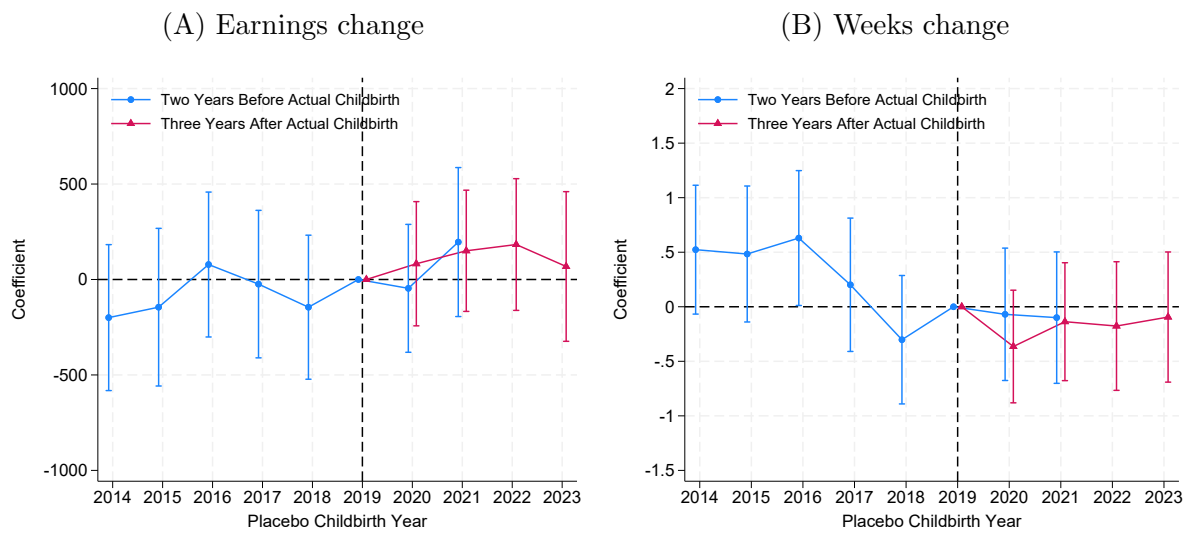 (A) Earnings change
1000
500
0
-500
-1000
Coefficient
Two Years Before Actual Childbirth
Three Years After Actual Childbirth
2014 2015 2016 2017 2018 2019 2020 2021 2022 2023
Placebo Childbirth Year
(B) Weeks change
2
1.5
1
.5
0
-.5
-1
-1.5
Coefficient
Two Years Before Actual Childbirth
Three Years After Actual Childbirth
2014 2015 2016 2017 2018 2019 2020 2021 2022 2023
Placebo Childbirth Year